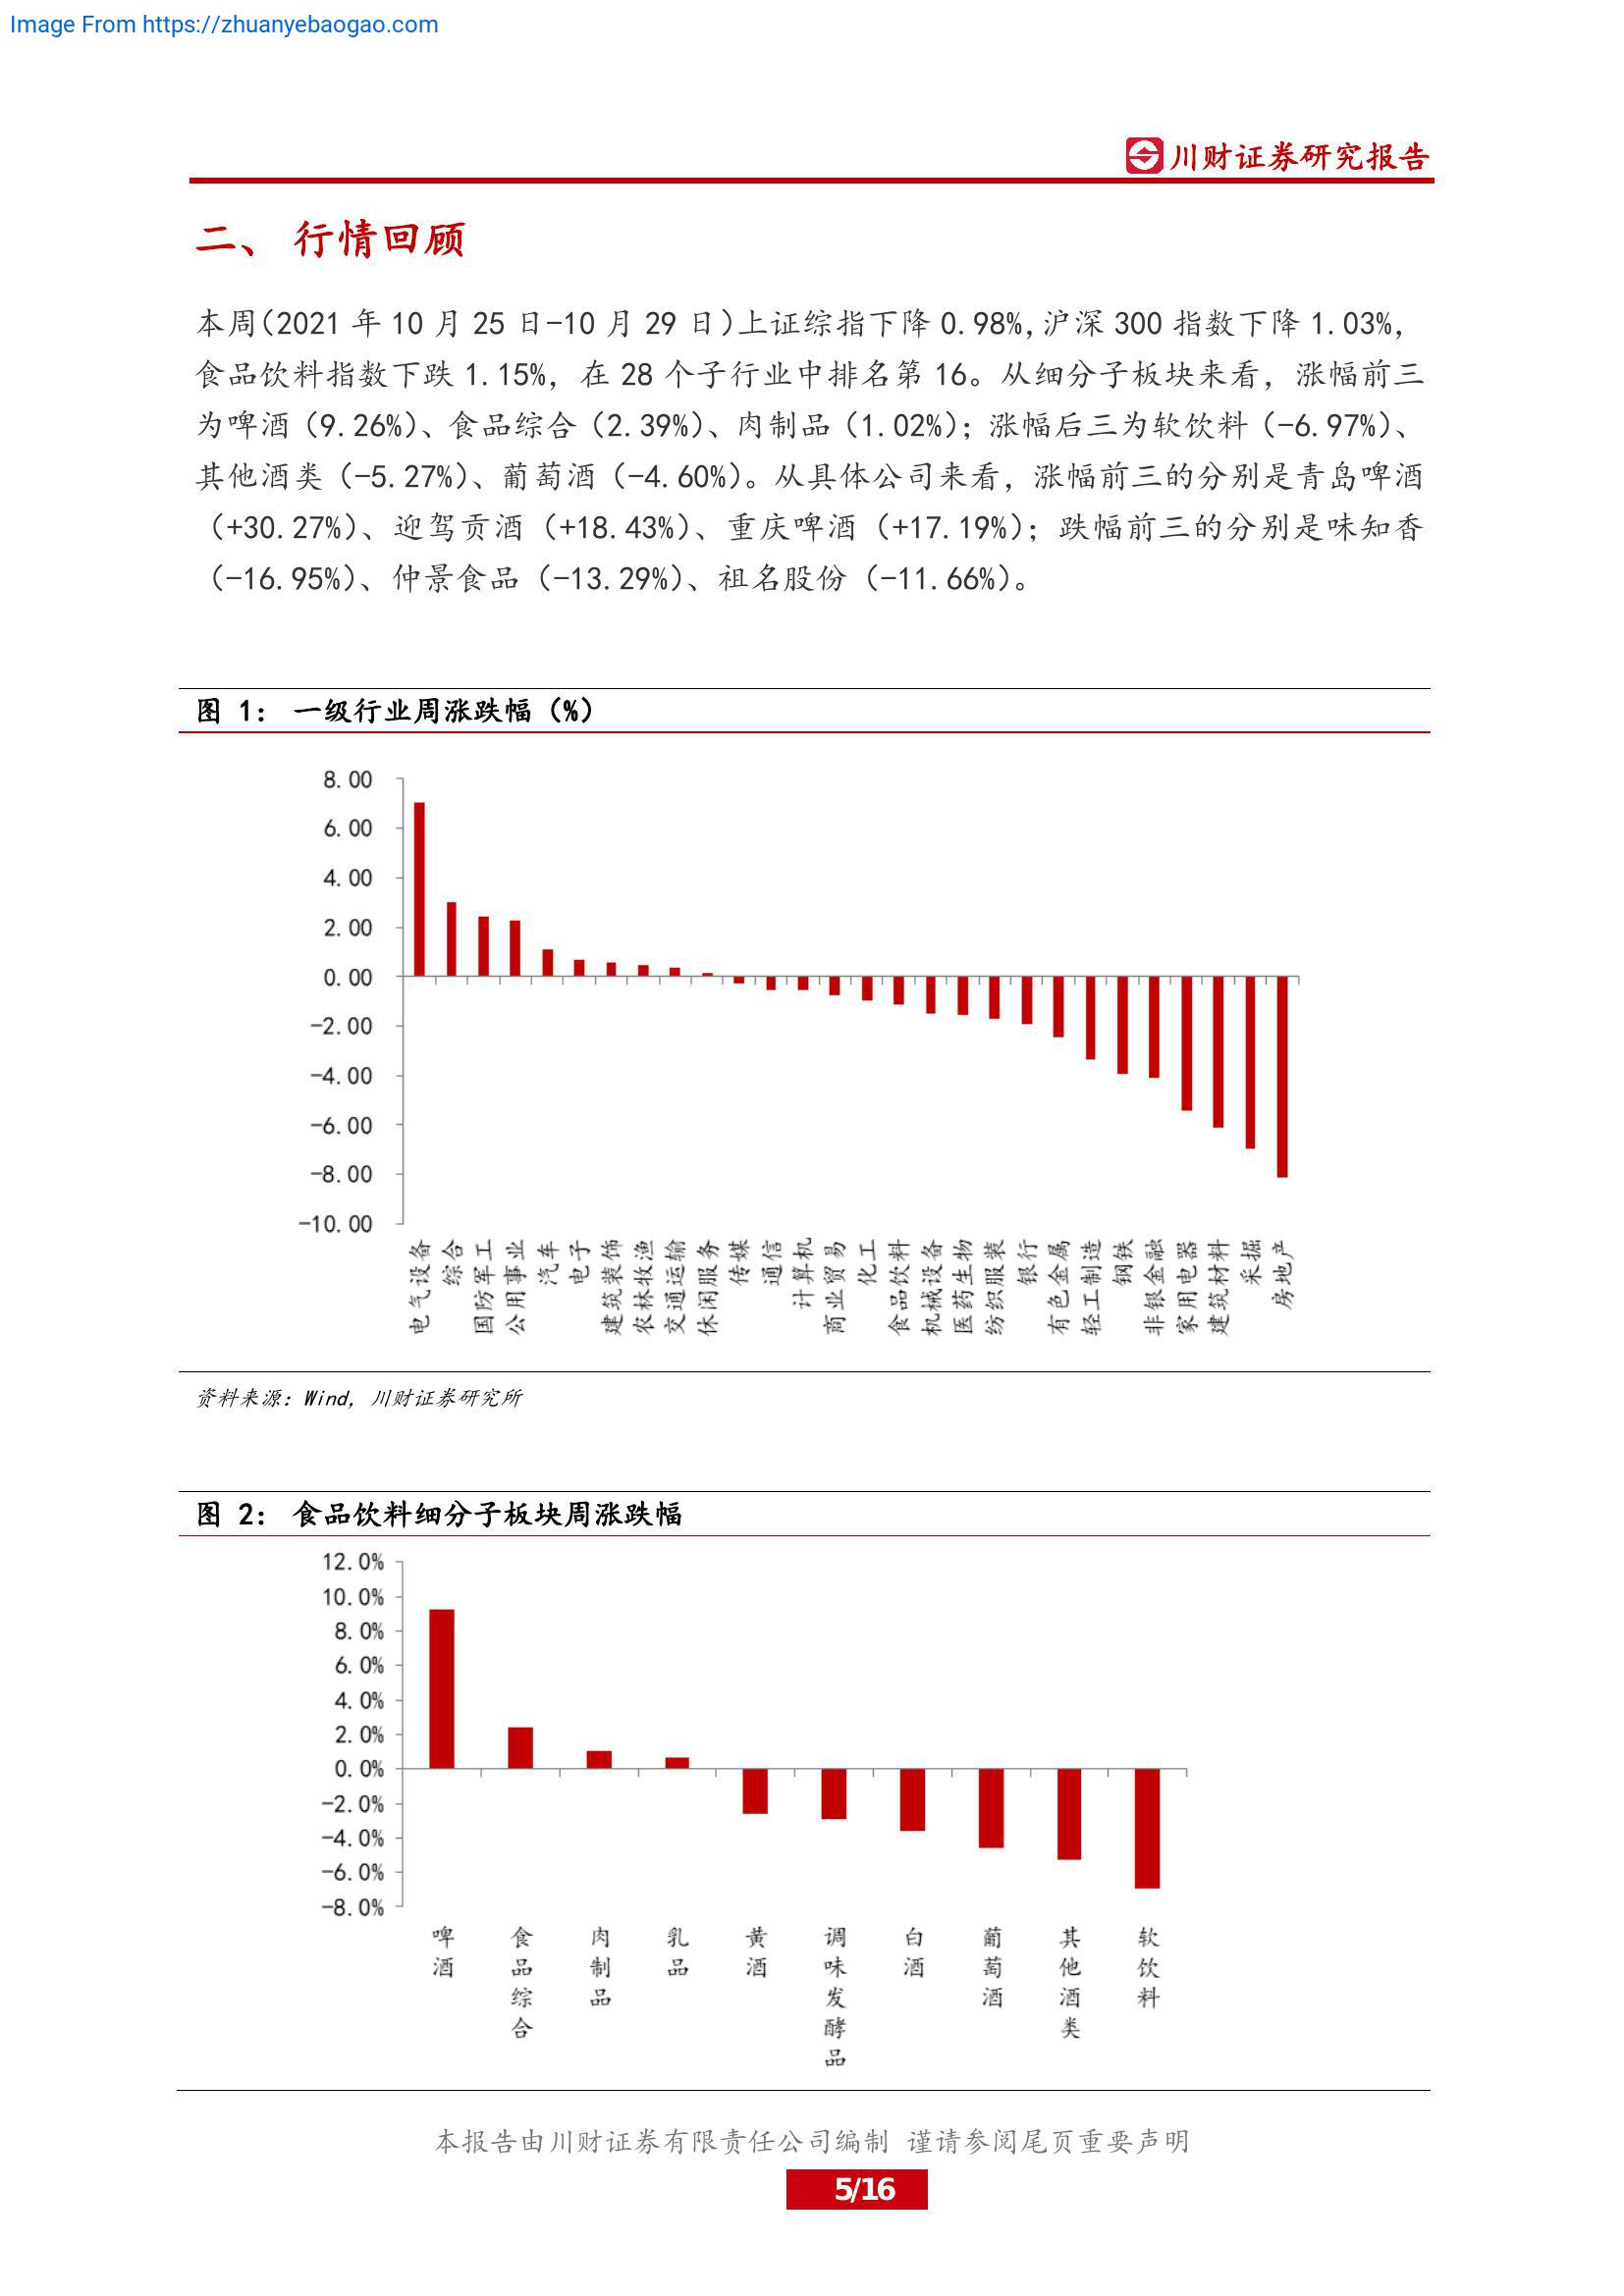 Image From https://zhuanyebaogao.com
川财证券研究报告
二、 行情回顾
本周(2021 年 10 月 25 日-10 月 29 日)上证综指下降 0.98%,沪深 300 指数下降 1.03%,
食品饮料指数下跌 1.15%, 在 28 个子行业中排名第 16。从细分子板块来看, 涨幅前三
为啤酒 (9.26%)、食品综合 (2.39%)、肉制品 (1.02%); 涨幅后三为软饮料 (-6.97%)、
其他酒类 (-5.27%)、葡萄酒 (-4.60%)。从具体公司来看, 涨幅前三的分别是青岛啤酒
(+30.27%)、迎驾贡酒 (+18.43%)、重庆啤酒 (+17.19%); 跌幅前三的分别是味知香
(-16.95%)、仲景食品 (-13.29%)、祖名股份 (-11.66%)。
图 1: 一级行业周涨跌幅 (%)
8.00
6.00
4.00
2.00
0.00
-2.00
-4.00
-6.00
-8.00
-10.00
电气设备
综合
国防军工
公用事业
汽车
电子
建筑装饰
农林牧渔
交通运输
休闲服务
传媒
通信
计算机
商业贸易
化工
食品饮料
机械设备
医药生物
纺织服装
银行
有色金属
轻工制造
钢铁
非银金融
家用电器
建筑材料
采掘
房地产
资料来源: Wind, 川财证券研究所
图 2: 食品饮料细分子板块周涨跌幅
12.0%
10.0%
8.0%
6.0%
4.0%
2.0%
0.0%
-2.0%
-4.0%
-6.0%
-8.0%
啤酒
食品综合
肉制品
乳品
黄酒
调味发酵品
白酒
葡萄酒
其他酒类
软饮料
本报告由川财证券有限责任公司编制 谨请参阅尾页重要声明
5/16